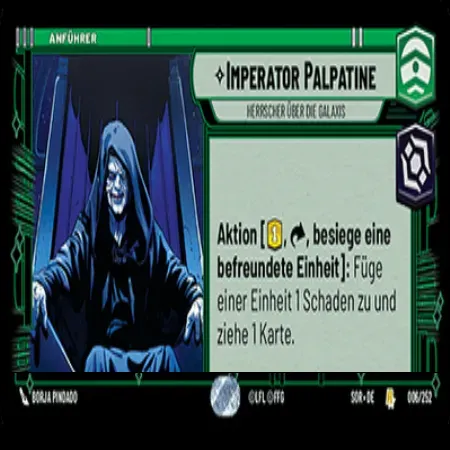 ANFÜHRER
IMPERATOR PALPATINE
HERRSCHER ÜBER DIE GALAXIS
Aktion [1, , besiege eine
befreundete Einheit]: Füge
einer Einheit 1 Schaden zu und
ziehe 1 Karte.
BORJA PINDADO
©LFL ©FFG
SOR • DE
006/252